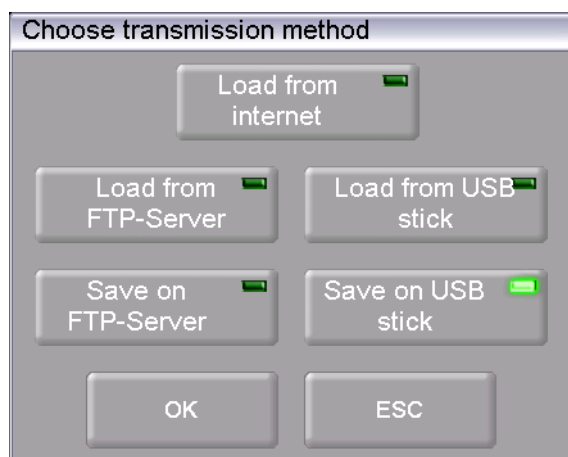 Choose transmission method
Load from
internet
Load from
FTP-Server
Load from USB
stick
Save on
FTP-Server
Save on USB
stick
OK
ESC